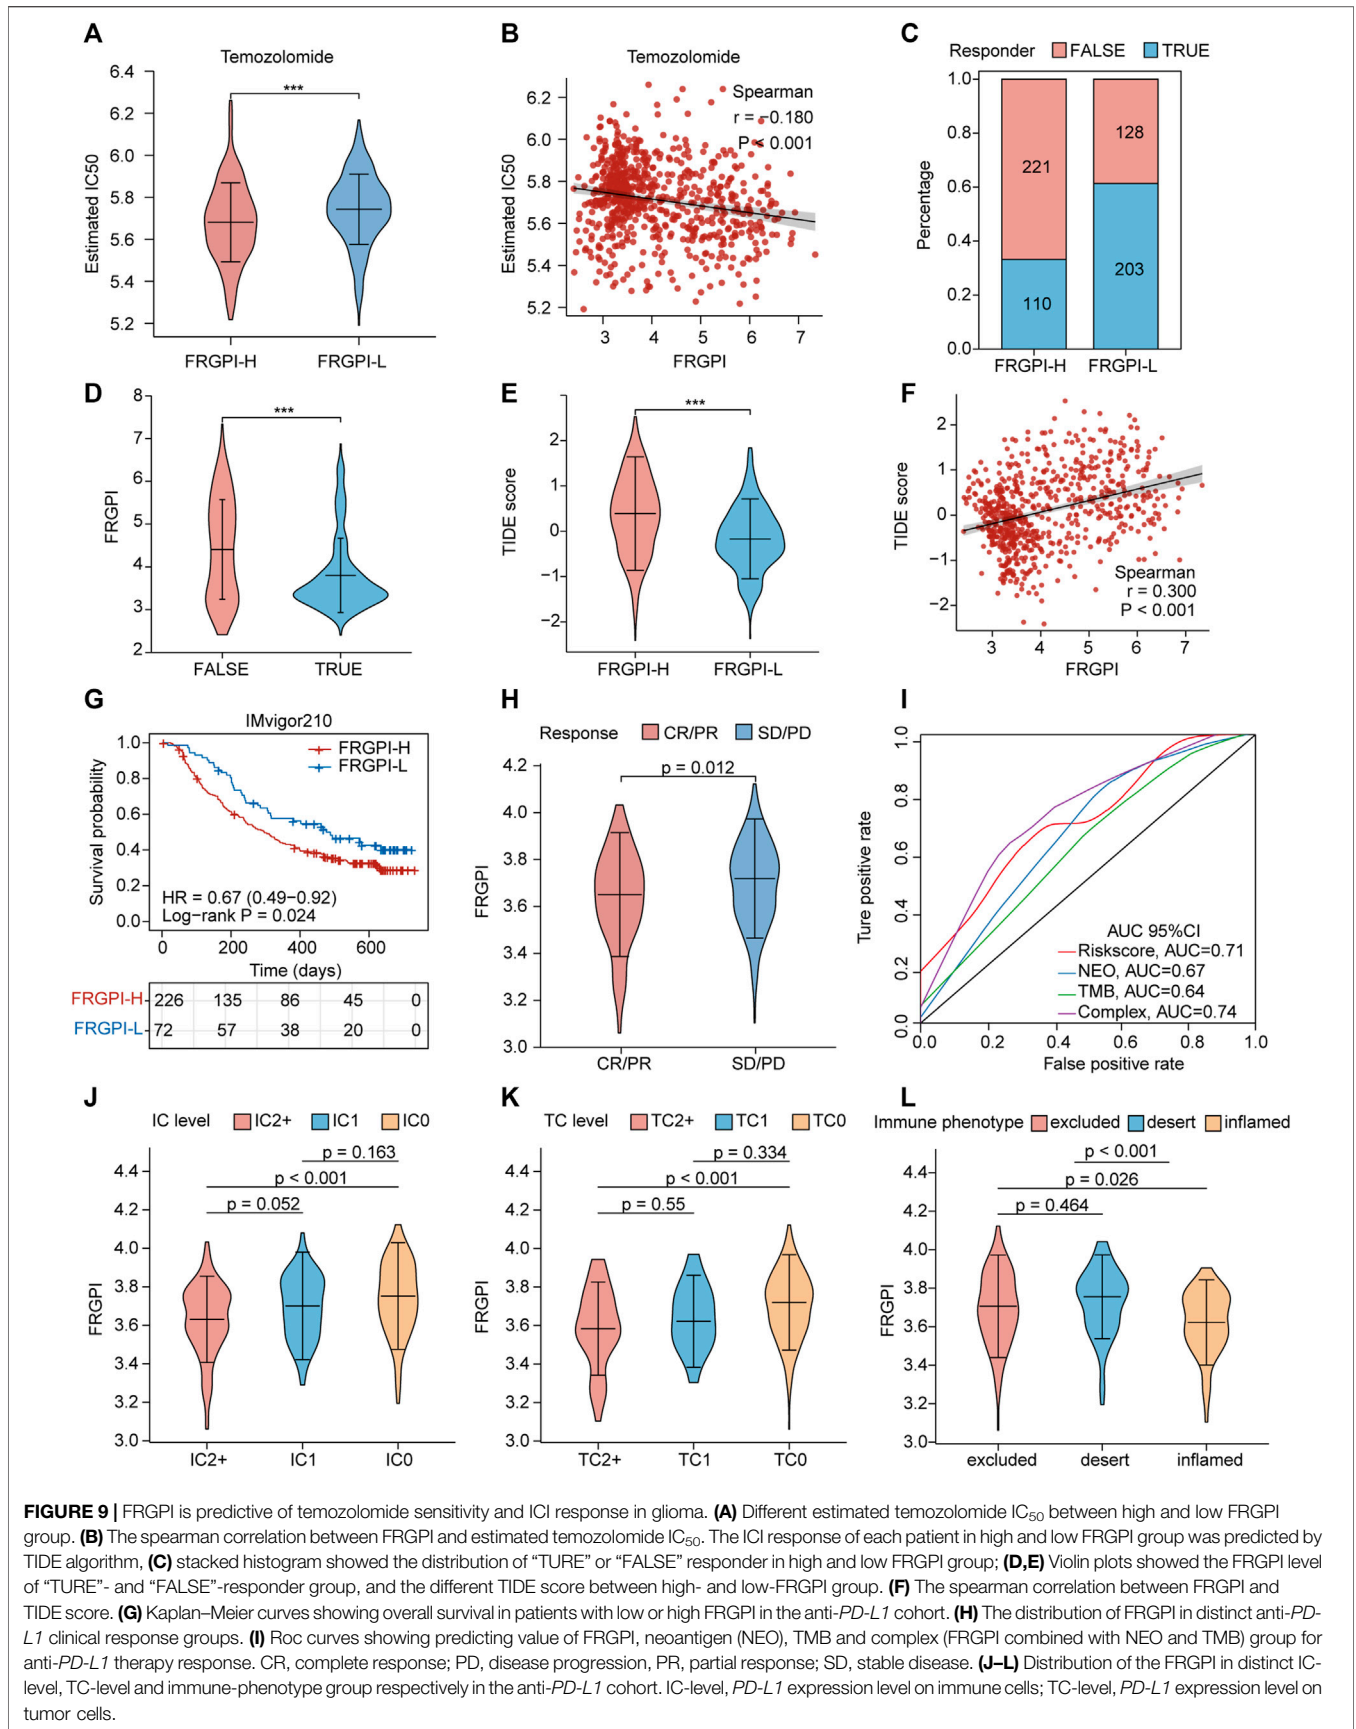 A
Temozolomide
***
Estimated IC50
6.4
6.2
6.0
5.8
5.6
5.4
5.2
FRGPI-H
FRGPI-L
B
Temozolomide
Spearman
r = −0.180
P < 0.001
Estimated IC50
6.2
6.0
5.8
5.6
5.4
5.2
3 4 5 6 7
FRGPI
C
Responder FALSE TRUE
Percentage
1.0
0.8
0.6
0.4
0.2
0.0
221
110
128
203
FRGPI-H FRGPI-L
D
***
FRGPI
8
7
6
5
4
3
2
FALSE TRUE
E
***
TIDE score
2
1
0
−1
−2
FRGPI-H FRGPI-L
F
TIDE score
2
1
0
−1
−2
Spearman
r = 0.300
P < 0.001
3 4 5 6 7
FRGPI
G
IMvigor210
FRGPI-H
FRGPI-L
Survival probability
1.0
0.8
0.6
0.4
0.2
0.0
HR = 0.67 (0.49−0.92)
Log−rank P = 0.024
0 200 400 600
Time (days)
FRGPI-H 226 135 86 45 0
FRGPI-L 72 57 38 20 0
H
Response CR/PR SD/PD
p = 0.012
FRGPI
4.2
4.0
3.8
3.6
3.4
3.2
3.0
CR/PR SD/PD
I
Ture positive rate
1.0
0.8
0.6
0.4
0.2
0.0
AUC 95%CI
Riskscore, AUC=0.71
NEO, AUC=0.67
TMB, AUC=0.64
Complex, AUC=0.74
0.0 0.2 0.4 0.6 0.8 1.0
False positive rate
J
IC level IC2+ IC1 IC0
p = 0.163
p < 0.001
p = 0.052
FRGPI
4.4
4.2
4.0
3.8
3.6
3.4
3.2
3.0
IC2+ IC1 IC0
K
TC level TC2+ TC1 TC0
p = 0.334
p < 0.001
p = 0.55
FRGPI
4.4
4.2
4.0
3.8
3.6
3.4
3.2
3.0
TC2+ TC1 TC0
L
Immune phenotype excluded desert inflamed
p < 0.001
p = 0.026
p = 0.464
FRGPI
4.4
4.2
4.0
3.8
3.6
3.4
3.2
3.0
excluded desert inflamed
FIGURE 9 | FRGPI is predictive of temozolomide sensitivity and ICI response in glioma. (A) Different estimated temozolomide IC50 between high and low FRGPI
group. (B) The spearman correlation between FRGPI and estimated temozolomide IC50. The ICI response of each patient in high and low FRGPI group was predicted by
TIDE algorithm, (C) stacked histogram showed the distribution of “TURE” or “FALSE” responder in high and low FRGPI group; (D,E) Violin plots showed the FRGPI level
of “TURE”- and “FALSE”-responder group, and the different TIDE score between high- and low-FRGPI group. (F) The spearman correlation between FRGPI and
TIDE score. (G) Kaplan–Meier curves showing overall survival in patients with low or high FRGPI in the anti-PD-L1 cohort. (H) The distribution of FRGPI in distinct anti-PD-
L1 clinical response groups. (I) Roc curves showing predicting value of FRGPI, neoantigen (NEO), TMB and complex (FRGPI combined with NEO and TMB) group for
anti-PD-L1 therapy response. CR, complete response; PD, disease progression, PR, partial response; SD, stable disease. (J–L) Distribution of the FRGPI in distinct IC-
level, TC-level and immune-phenotype group respectively in the anti-PD-L1 cohort. IC-level, PD-L1 expression level on immune cells; TC-level, PD-L1 expression level on
tumor cells.